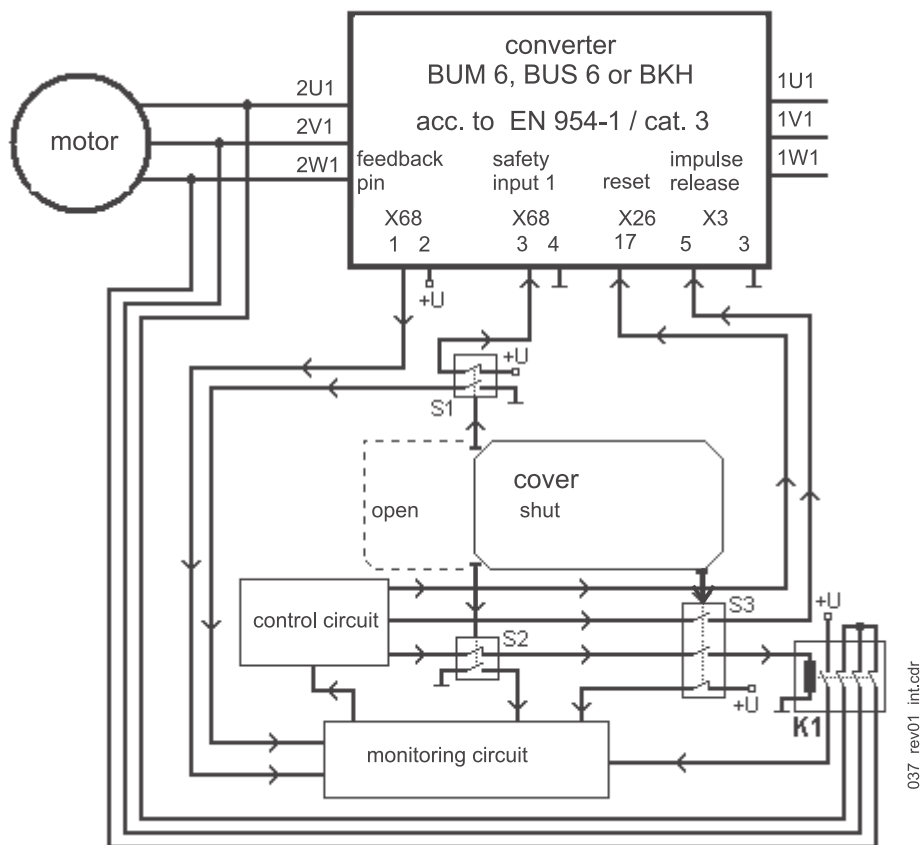 converter
BUM 6, BUS 6 or BKH
acc. to EN 954-1 / cat. 3
motor
2U1
2V1
2W1
1U1
1V1
1W1
feedback
pin
safety
input 1
reset
impulse
release
X68
X68
X26
X3
1 2
3 4
17
5 3
+U
+U
S1
cover
shut
open
control circuit
S2
S3
+U
+U
K1
monitoring circuit
037_rev01_int.cdr